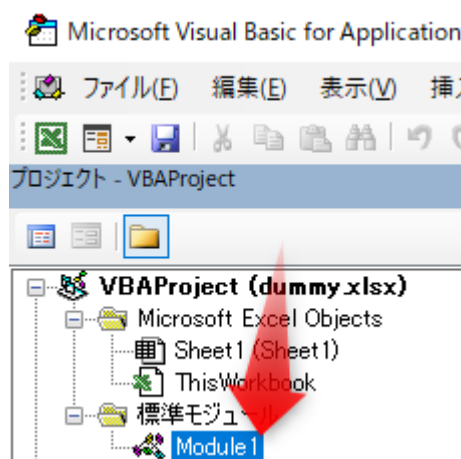 Microsoft Visual Basic for Application
ファイル(F) 編集(E) 表示(V) 挿
プロジェクト - VBAProject
VBAProject (dummy.xlsx)
Microsoft Excel Objects
Sheet1 (Sheet1)
ThisWorkbook
標準モジュール
Module1